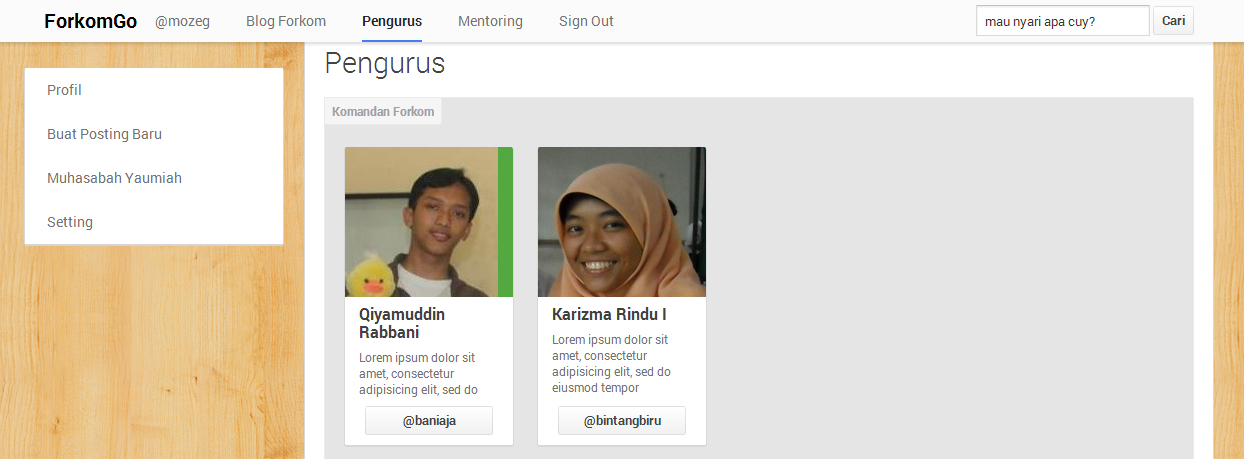 ForkomGo @mozeg Blog Forkom Pengurus Mentoring Sign Out mau nyari apa cuy? Cari
Profil
Buat Posting Baru
Muhasabah Yaumiah
Setting
Pengurus
Komandan Forkom
Qiyamuddin
Rabbani
Lorem ipsum dolor sit
amet, consectetur
adipisicing elit, sed do
@baniaja
Karizma Rindu I
Lorem ipsum dolor sit
amet, consectetur
adipisicing elit, sed do
eiusmod tempor
@bintangbiru